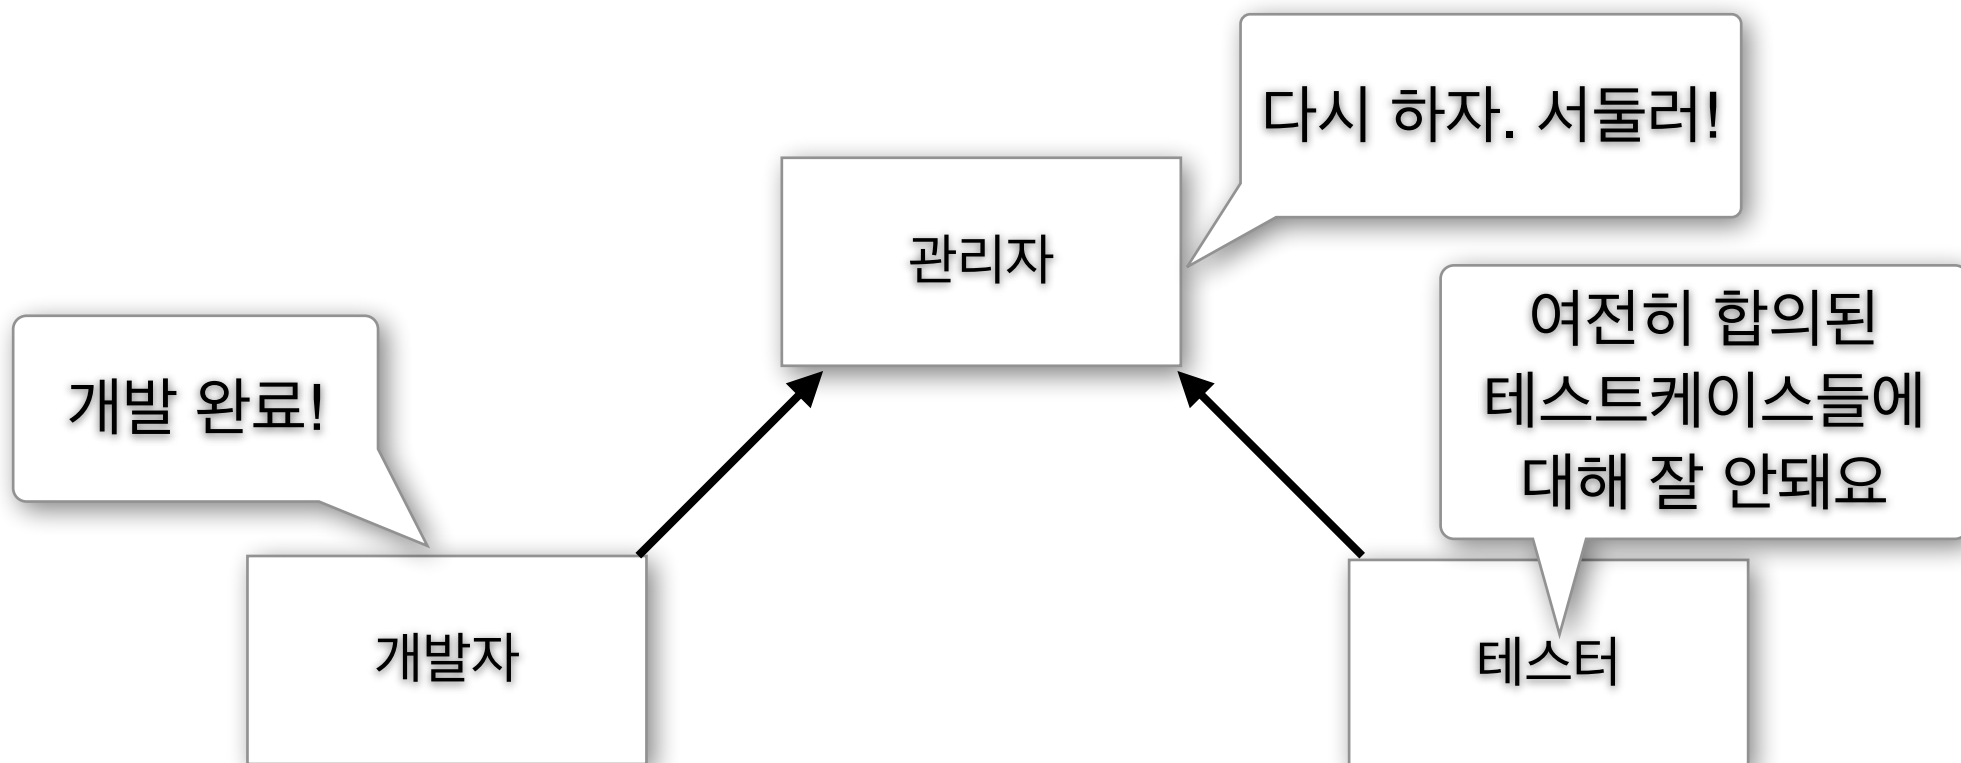 다시 하자. 서둘러!
관리자
여전히 합의된
테스트케이스들에
대해 잘 안돼요
개발 완료!
개발자
테스터